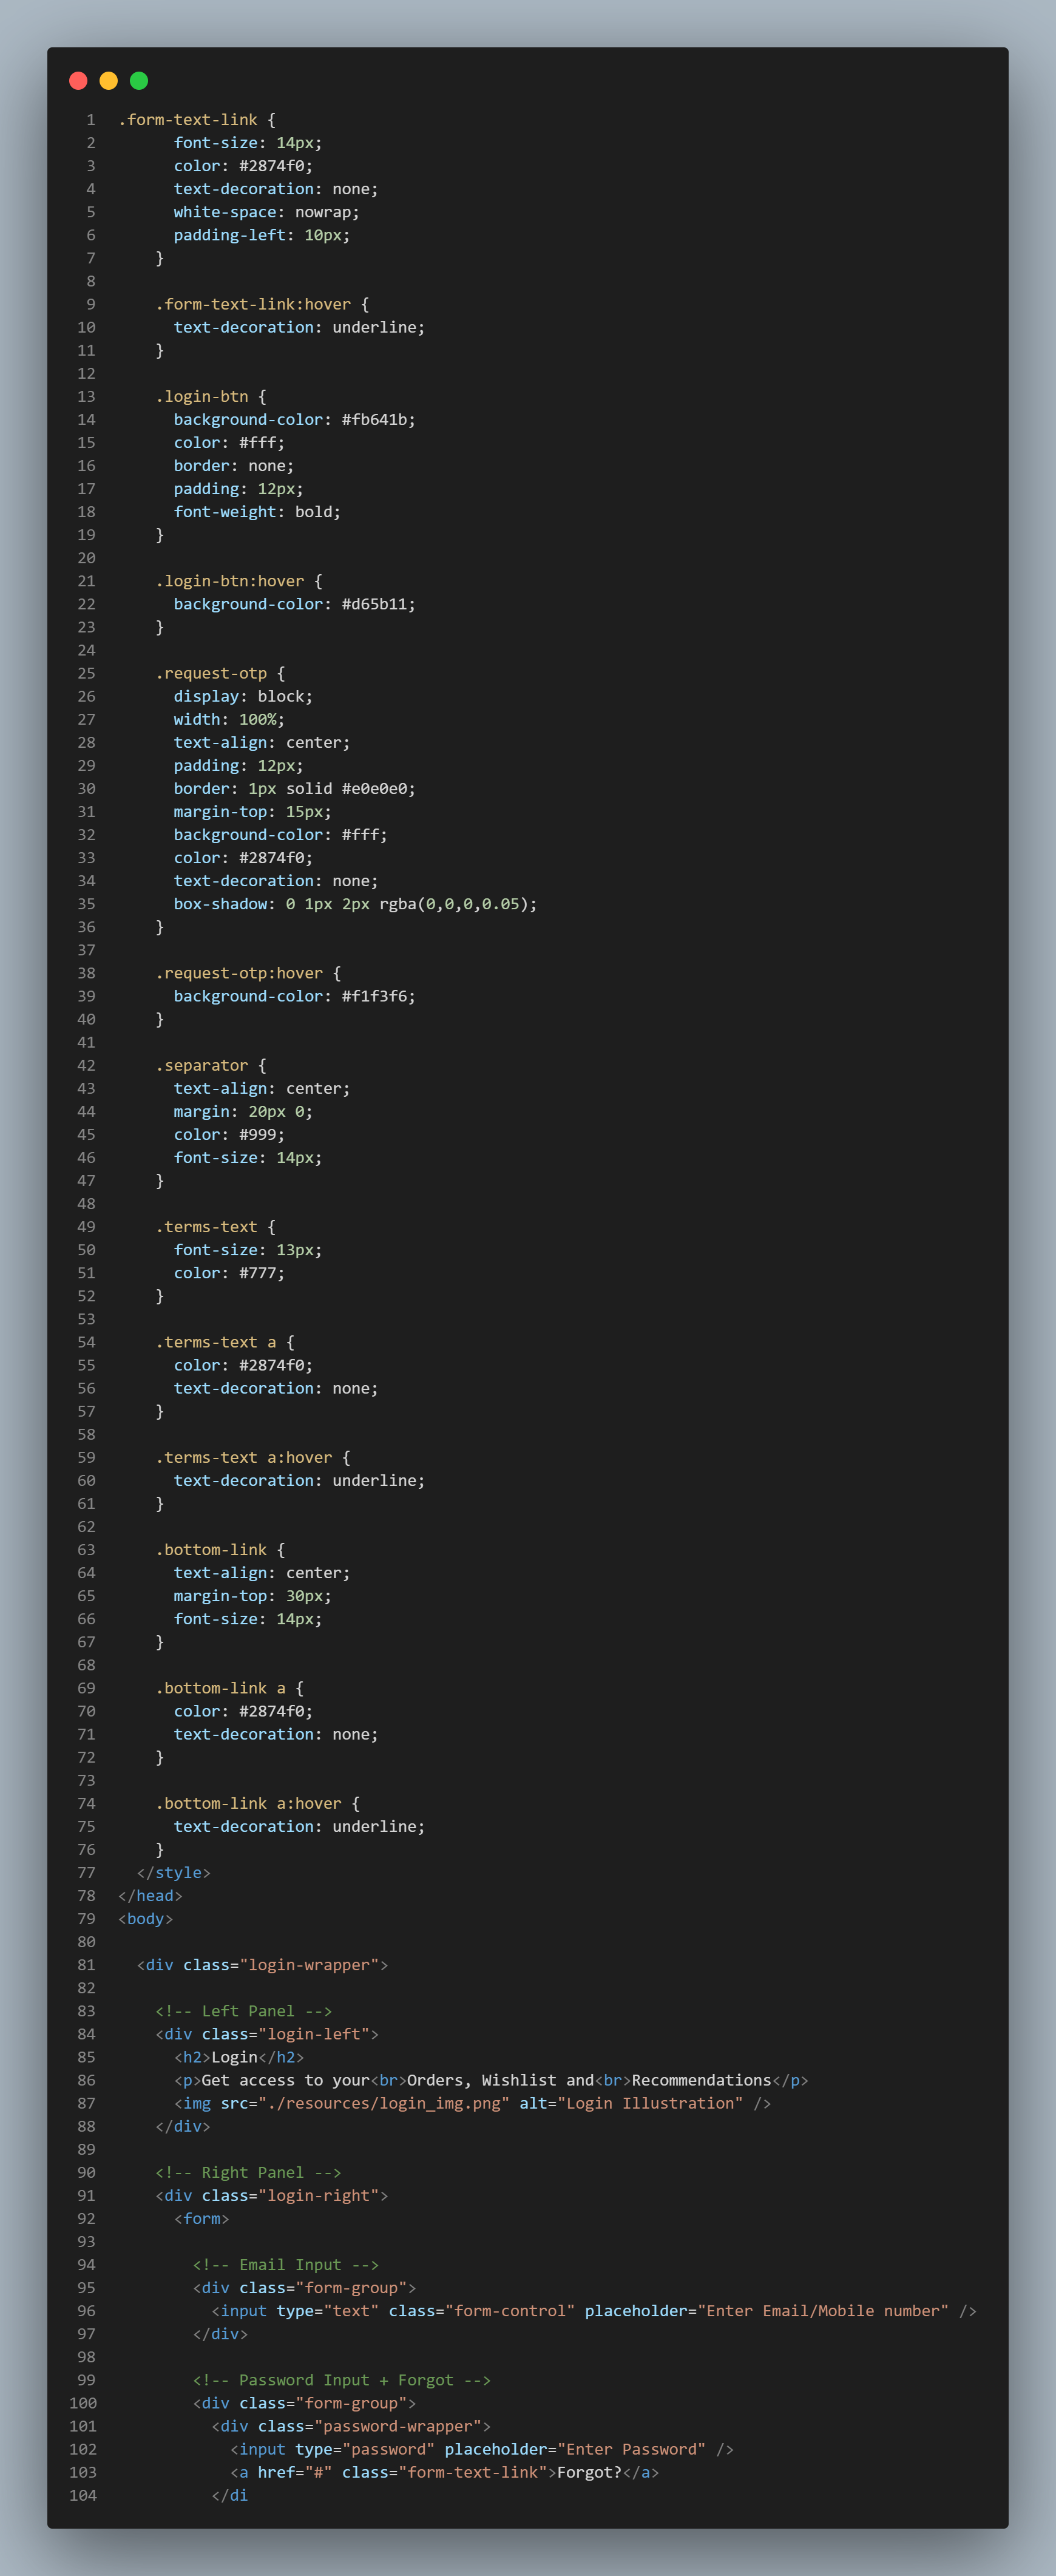 1 .form-text-link {
2 font-size: 14px;
3 color: #2874f0;
4 text-decoration: none;
5 white-space: nowrap;
6 padding-left: 10px;
7 }
8
9 .form-text-link:hover {
10 text-decoration: underline;
11 }
12
13 .login-btn {
14 background-color: #fb641b;
15 color: #fff;
16 border: none;
17 padding: 12px;
18 font-weight: bold;
19 }
20
21 .login-btn:hover {
22 background-color: #d65b11;
23 }
24
25 .request-otp {
26 display: block;
27 width: 100%;
28 text-align: center;
29 padding: 12px;
30 border: 1px solid #e0e0e0;
31 margin-top: 15px;
32 background-color: #fff;
33 color: #2874f0;
34 text-decoration: none;
35 box-shadow: 0 1px 2px rgba(0,0,0,0.05);
36 }
37
38 .request-otp:hover {
39 background-color: #f1f3f6;
40 }
41
42 .separator {
43 text-align: center;
44 margin: 20px 0;
45 color: #999;
46 font-size: 14px;
47 }
48
49 .terms-text {
50 font-size: 13px;
51 color: #777;
52 }
53
54 .terms-text a {
55 color: #2874f0;
56 text-decoration: none;
57 }
58
59 .terms-text a:hover {
60 text-decoration: underline;
61 }
62
63 .bottom-link {
64 text-align: center;
65 margin-top: 30px;
66 font-size: 14px;
67 }
68
69 .bottom-link a {
70 color: #2874f0;
71 text-decoration: none;
72 }
73
74 .bottom-link a:hover {
75 text-decoration: underline;
76 }
77 </style>
78 </head>
79 <body>
80
81 <div class="login-wrapper">
82
83 <!-- Left Panel -->
84 <div class="login-left">
85 <h2>Login</h2>
86 <p>Get access to your<br>Orders, Wishlist and<br>Recommendations</p>
87 <img src="./resources/login_img.png" alt="Login Illustration" />
88 </div>
89
90 <!-- Right Panel -->
91 <div class="login-right">
92 <form>
93
94 <!-- Email Input -->
95 <div class="form-group">
96 <input type="text" class="form-control" placeholder="Enter Email/Mobile number" />
97 </div>
98
99 <!-- Password Input + Forgot -->
100 <div class="form-group">
101 <div class="password-wrapper">
102 <input type="password" placeholder="Enter Password" />
103 <a href="#" class="form-text-link">Forgot?</a>
104 </di